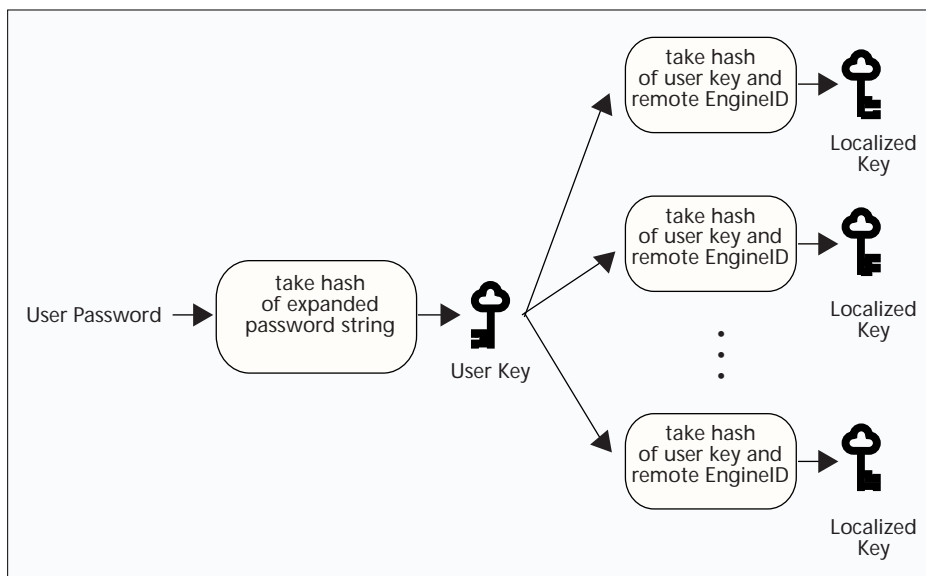 User Password
take hash
of expanded
password string
User Key
take hash
of user key and
remote EngineID
Localized
Key
take hash
of user key and
remote EngineID
Localized
Key
take hash
of user key and
remote EngineID
Localized
Key